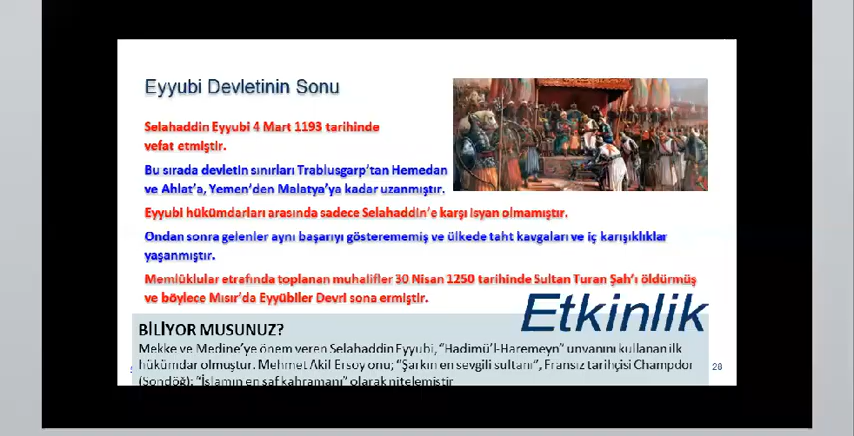 Eyyubi Devletinin Sonu
Selahaddin Eyyubi 4 Mart 1193 tarihinde
vefat etmiştir.
Bu sırada devletin sınırları Trablusgarp'tan Hemedan
ve Ahlat'a, Yemen'den Malatya'ya kadar uzanmıştır.
Eyyubi hükümdarları arasında sadece Selahaddin'e karşı isyan olmamıştır.
Ondan sonra gelenler aynı başarıyı gösterememiş ve ülkede taht kavgaları ve iç karışıklıklar
yaşanmıştır.
Memlüklular etrafında toplanan muhalifler 30 Nisan 1250 tarihinde Sultan Turan Şah'ı öldürmüş
ve böylece Mısır'da Eyyübiler Devri sona ermiştir.
Etkinlik
BİLİYOR MUSUNUZ?
Mekke ve Medine'ye önem veren Selahaddin Eyyubi, "Hadimü'l-Haremeyn" unvanını kullanan ilk
hükümdar olmuştur. Mehmet Akif Ersoy onu; "Şarkın en sevgili sultanı", Fransız tarihçisi Champdor
(Şondöğ); "İslamın en saf kahramanı" olarak nitelemiştir
20